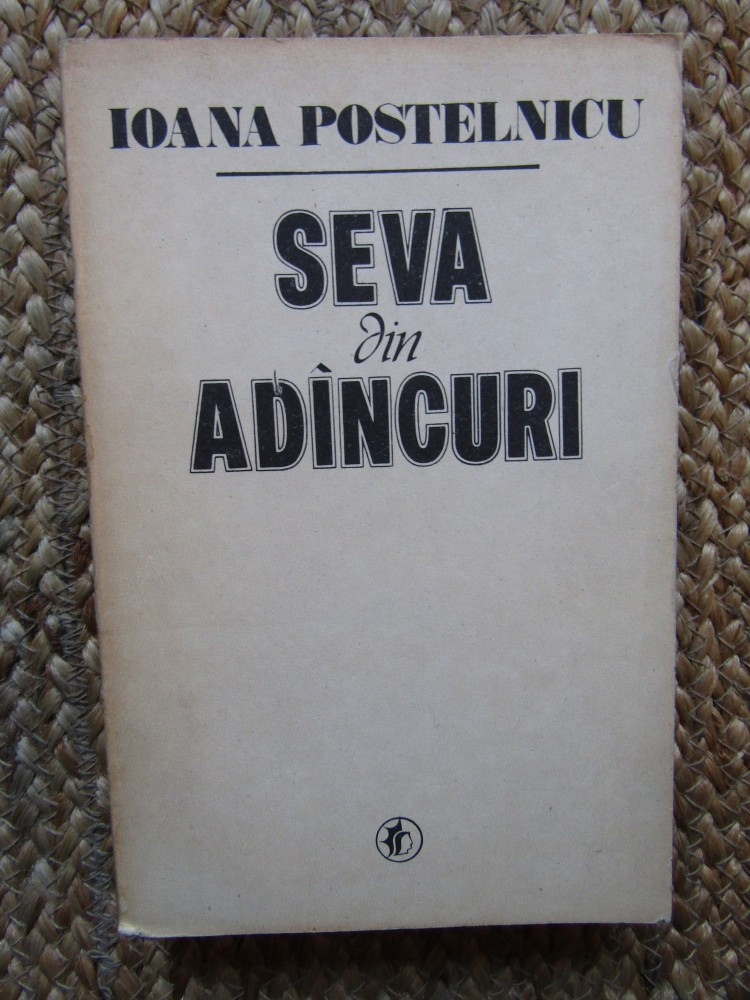 IOANA POSTELNICU
SEVA
din
ADÎNCURI